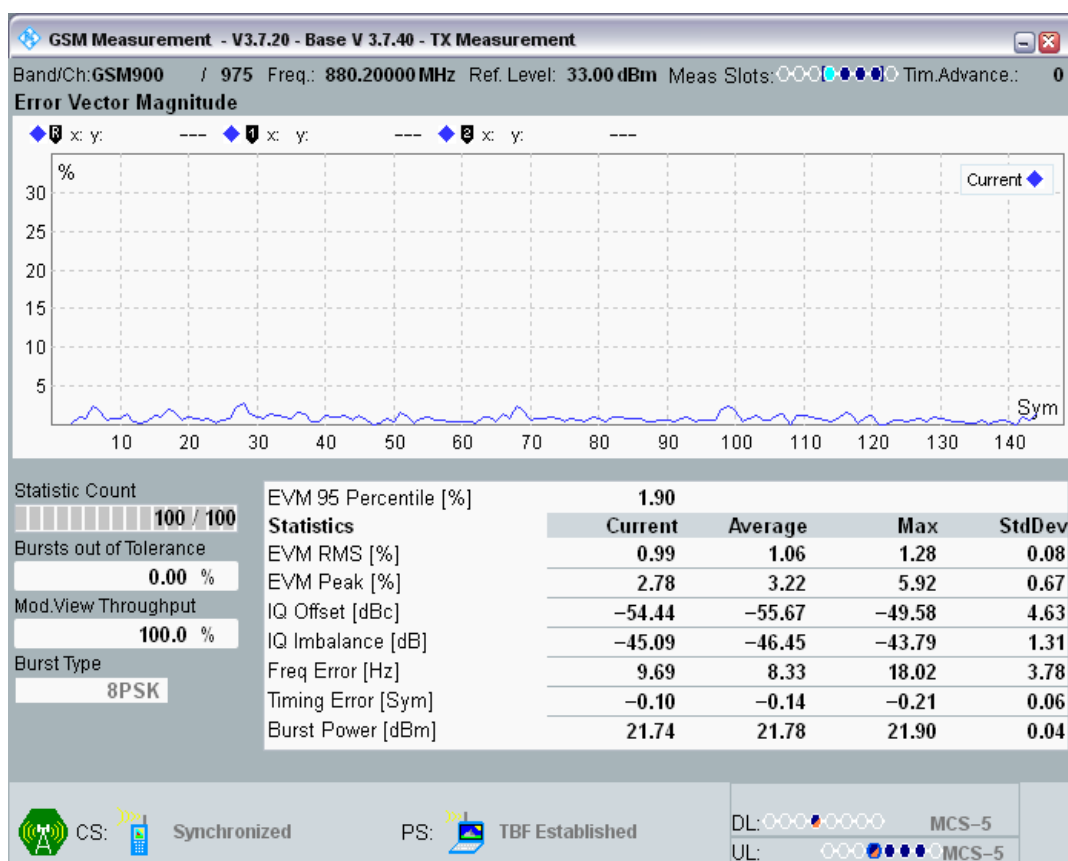 GSM Measurement - V3.7.20 - Base V 3.7.40 - TX Measurement
Band/Ch:GSM900 / 975 Freq.: 880.20000 MHz Ref. Level: 33.00 dBm Meas Slots: Tim.Advance.: 0
Error Vector Magnitude
R x: y: --- 1 x: y: --- 2 x: y: ---
%
Current
30
25
20
15
10
5
Sym
10 20 30 40 50 60 70 80 90 100 110 120 130 140
Statistic Count
100 / 100
Bursts out of Tolerance
0.00 %
Mod.View Throughput
100.0 %
Burst Type
8PSK
EVM 95 Percentile [%] 1.90
Statistics Current Average Max StdDev
EVM RMS [%] 0.99 1.06 1.28 0.08
EVM Peak [%] 2.78 3.22 5.92 0.67
IQ Offset [dBc] −54.44 −55.67 −49.58 4.63
IQ Imbalance [dB] −45.09 −46.45 −43.79 1.31
Freq Error [Hz] 9.69 8.33 18.02 3.78
Timing Error [Sym] −0.10 −0.14 −0.21 0.06
Burst Power [dBm] 21.74 21.78 21.90 0.04
CS: Synchronized PS: TBF Established
DL: MCS−5
UL: MCS−5